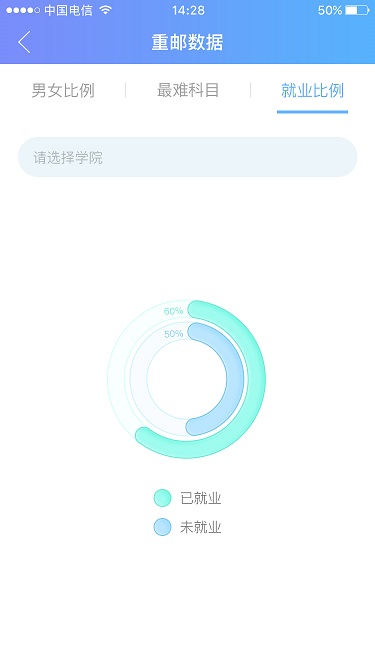 中国电信 14:28 50%
重邮数据
男女比例 最难科目 就业比例
请选择学院
60%
50%
已就业
未就业